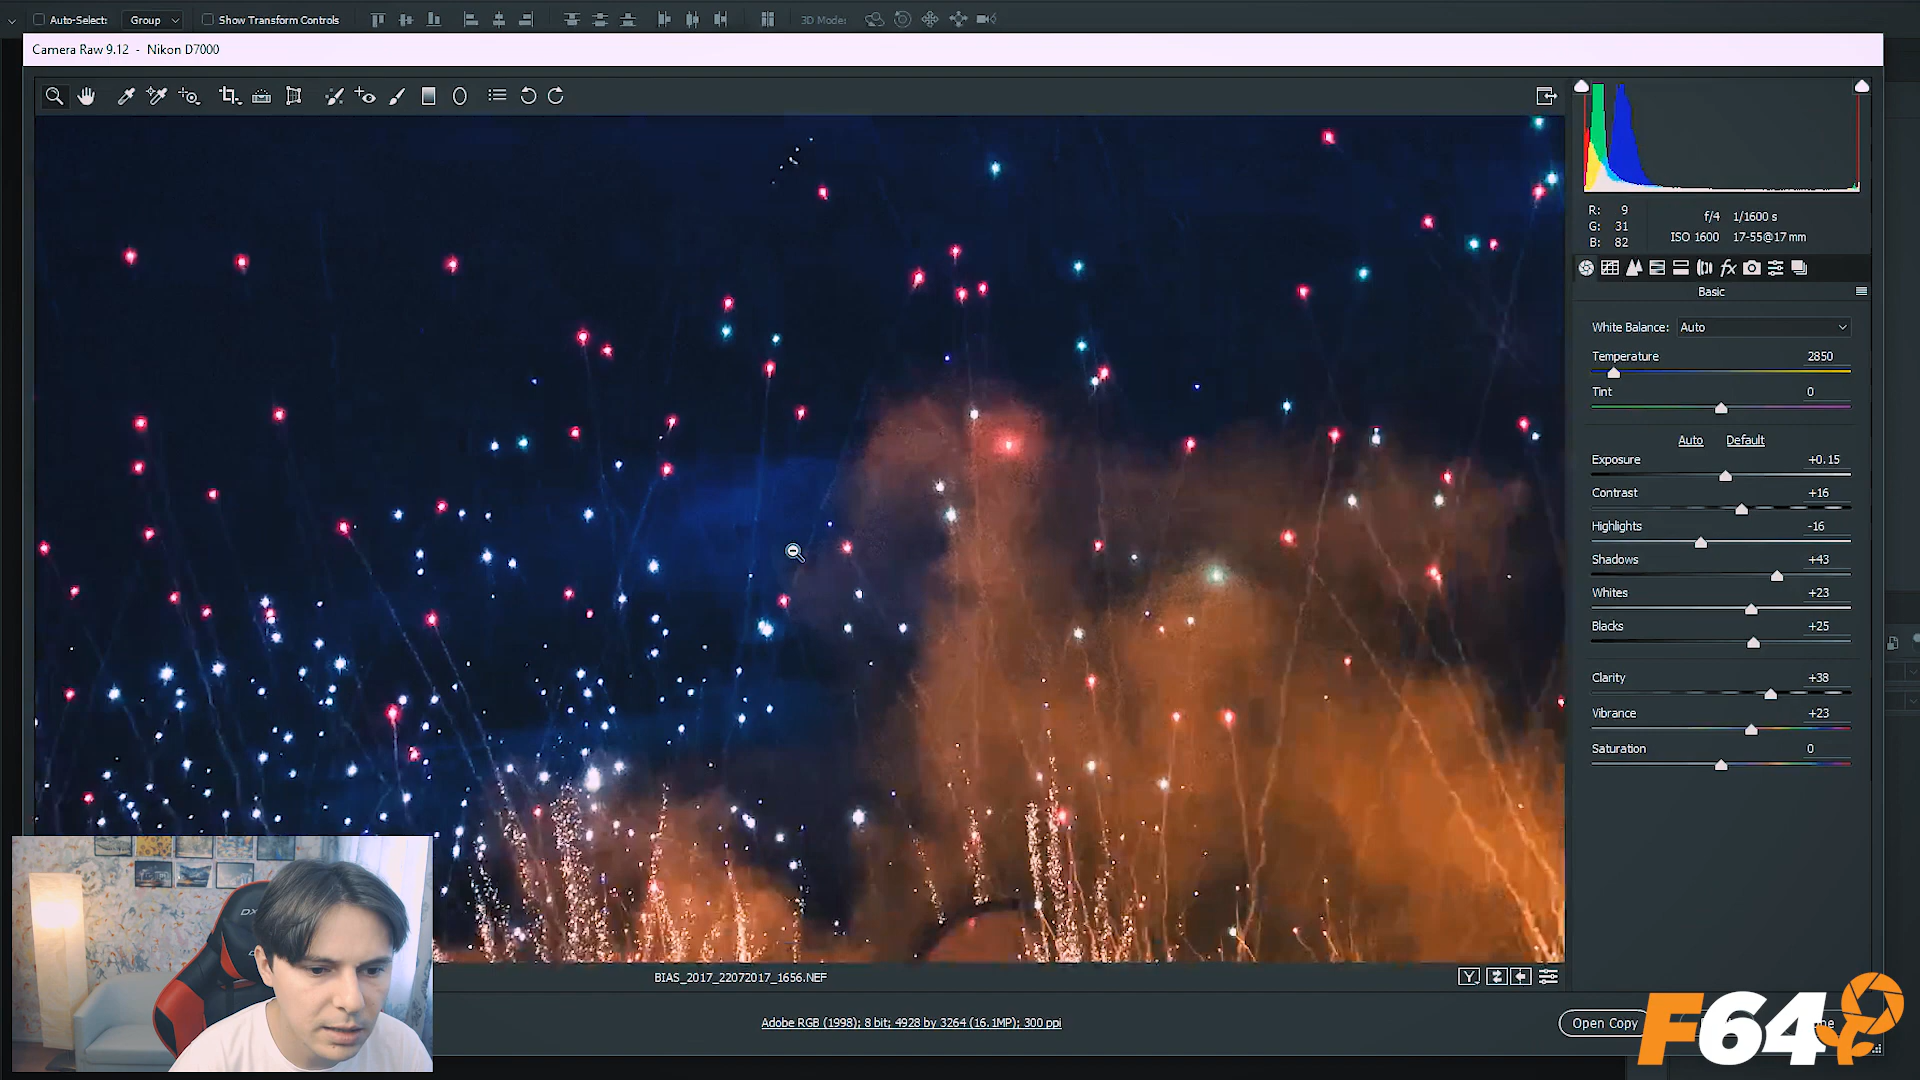 Auto-Select: Group Show Transform Controls 3D Mode:
Camera Raw 9.12 - Nikon D7000
R: 9
G: 31
B: 82
f/4 1/1600 s
ISO 1600 17-55@17 mm
Basic
White Balance: Auto
Temperature 2850
Tint 0
Auto Default
Exposure +0.15
Contrast +16
Highlights -16
Shadows +43
Whites +23
Blacks +25
Clarity +38
Vibrance +23
Saturation 0
BIAS_2017_22072017_1656.NEF
Y
Adobe RGB (1998); 8 bit; 4928 by 3264 (16.1MP); 300 ppi
Open Copy
F64
DX